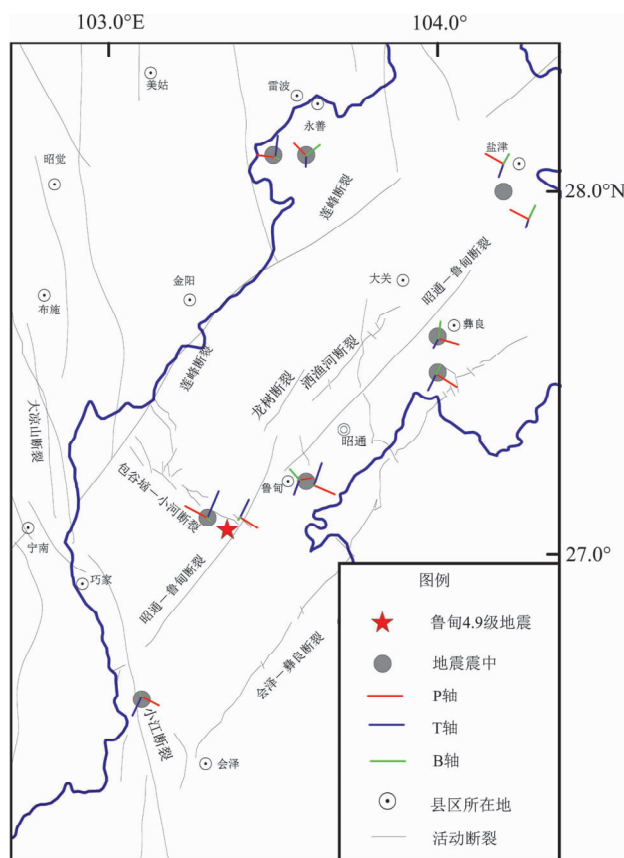 103.0°E
104.0°
美姑
雷波
永善
盐津
昭觉
28.0°N
莲峰断裂
金阳
大关
昭通－鲁甸断裂
布施
彝良
莲峰断裂
洒渔河断裂
龙树断裂
大凉山断裂
昭通
包谷垴－小河断裂
鲁甸
宁南
27.0°
巧家
昭通－鲁甸断裂
会泽－彝良断裂
小江断裂
会泽
图例
鲁甸4.9级地震
地震震中
P轴
T轴
B轴
县区所在地
活动断裂